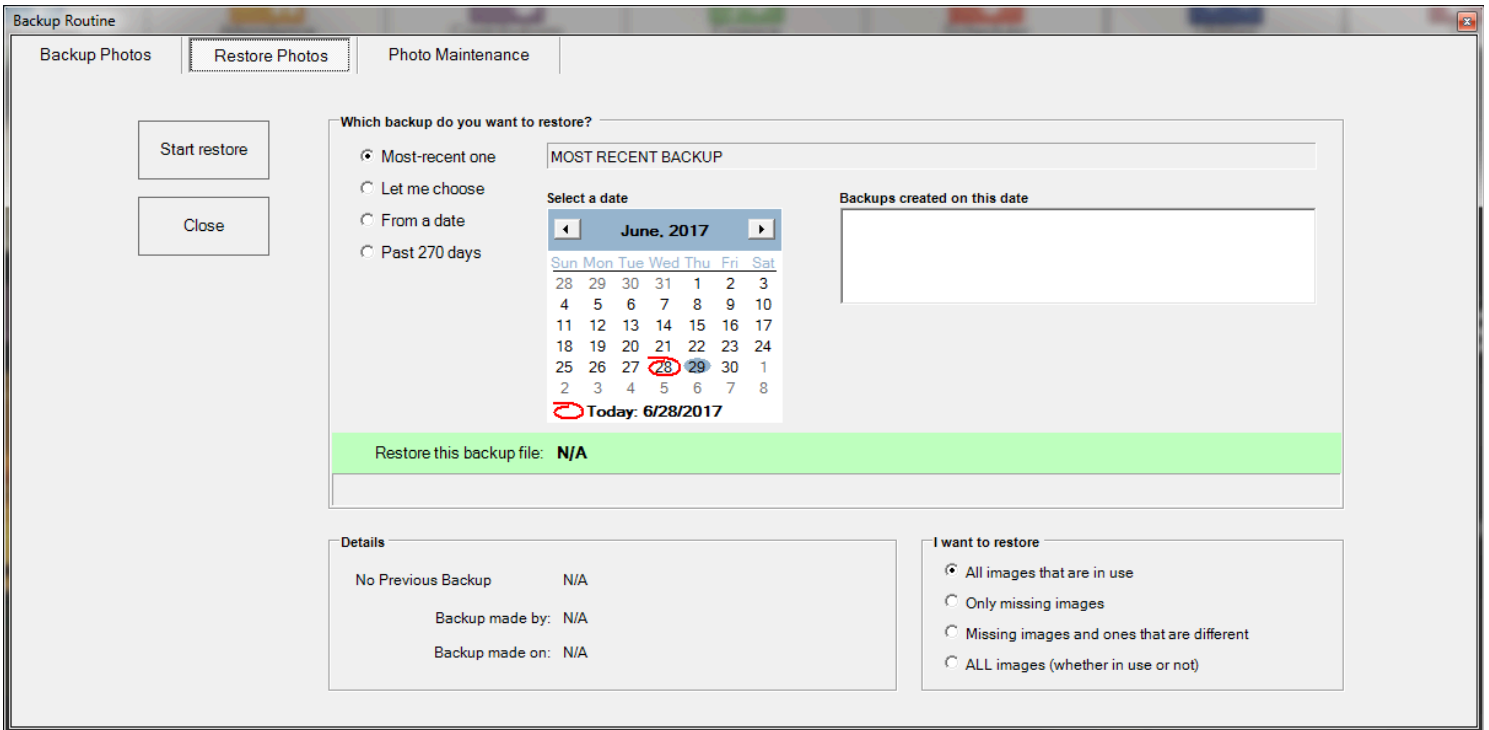 Backup Routine
Backup Photos
Restore Photos
Photo Maintenance
Start restore
Close
Which backup do you want to restore?
Most-recent one
MOST RECENT BACKUP
Let me choose
From a date
Past 270 days
Select a date
June, 2017
Sun Mon Tue Wed Thu Fri Sat
28 29 30 31 1 2 3
4 5 6 7 8 9 10
11 12 13 14 15 16 17
18 19 20 21 22 23 24
25 26 27 28 29 30 1
2 3 4 5 6 7 8
Today: 6/28/2017
Backups created on this date
Restore this backup file: N/A
Details
No Previous Backup N/A
Backup made by: N/A
Backup made on: N/A
I want to restore
All images that are in use
Only missing images
Missing images and ones that are different
ALL images (whether in use or not)